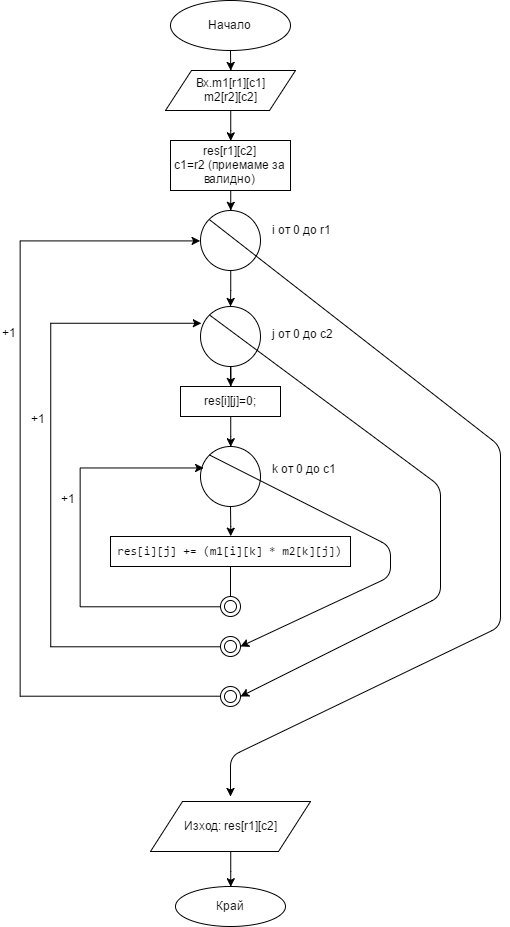 Начало
Вх.m1[r1][c1]
m2[r2][c2]
res[r1][c2]
c1=r2 (приемаме за
валидно)
i от 0 до r1
+1
j от 0 до c2
+1
res[i][j]=0;
k от 0 до c1
+1
res[i][j] += (m1[i][k] * m2[k][j])
Изход: res[r1][c2]
Край